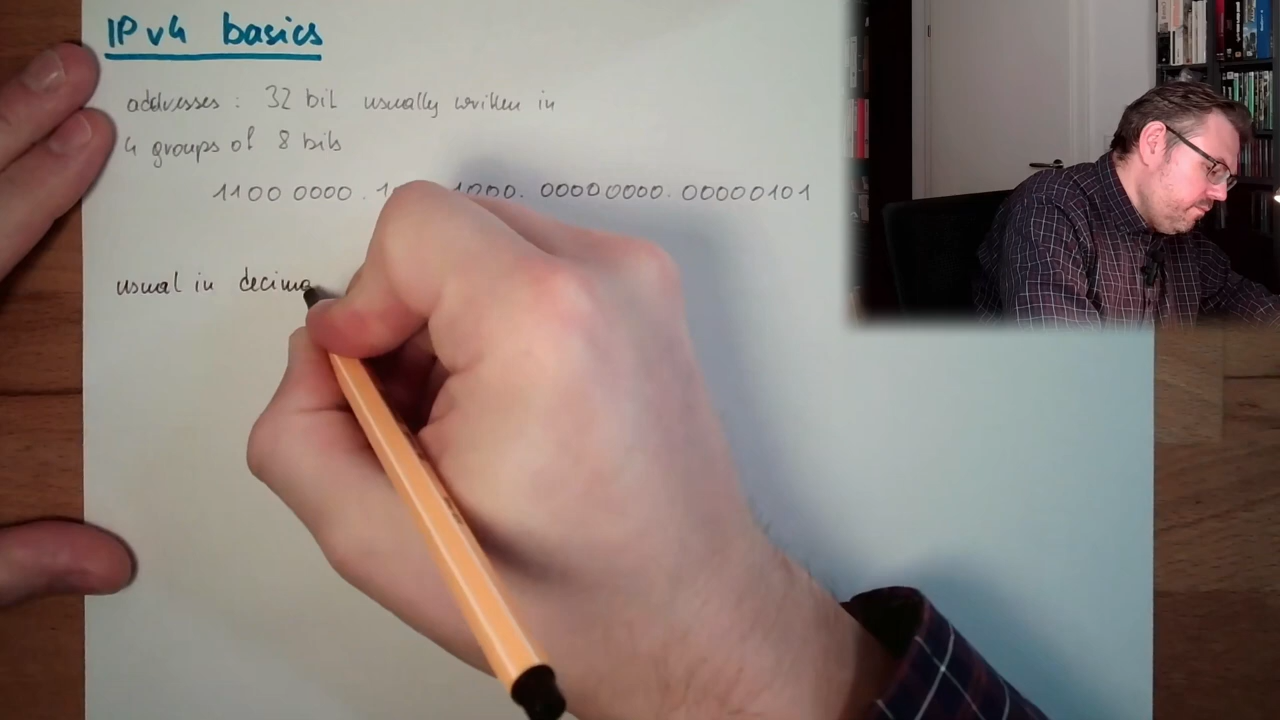 IPv4 basics
addresses : 32 bit usually written in
4 groups of 8 bits
1100 0000 . 1000. 00000000. 00000101
usual in decima